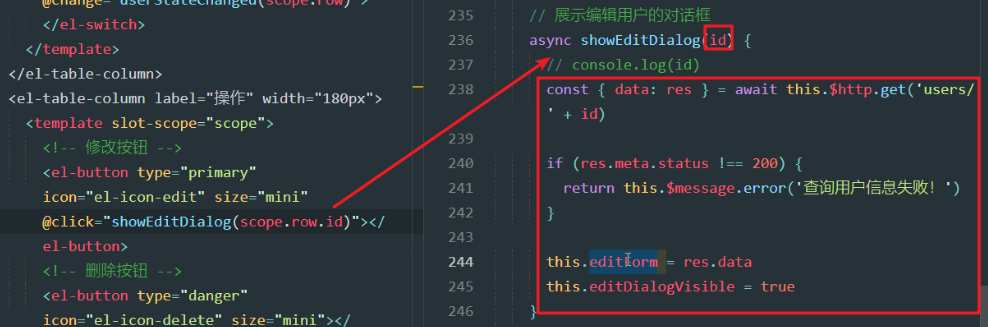 @change="userStateChanged(scope.row)">
</el-switch>
</template>
</el-table-column>
<el-table-column label="操作" width="180px">
<template slot-scope="scope">
<!-- 修改按钮 -->
<el-button type="primary"
icon="el-icon-edit" size="mini"
@click="showEditDialog(scope.row.id)"></
el-button>
<!-- 删除按钮 -->
<el-button type="danger"
icon="el-icon-delete" size="mini"></
235 // 展示编辑用户的对话框
236 async showEditDialog(id) {
237 // console.log(id)
238 const { data: res } = await this.$http.get('users/
' + id)
239
240 if (res.meta.status !== 200) {
241 return this.$message.error('查询用户信息失败！')
242 }
243
244 this.editForm = res.data
245 this.editDialogVisible = true
246 }